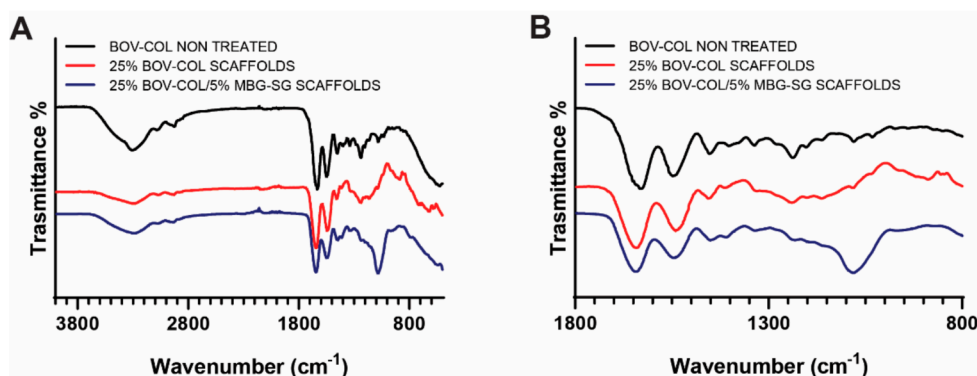 A
BOV-COL NON TREATED
25% BOV-COL SCAFFOLDS
25% BOV-COL/5% MBG-SG SCAFFOLDS
Trasmittance %
3800 2800 1800 800
Wavenumber (cm-1)
B
BOV-COL NON TREATED
25% BOV-COL SCAFFOLDS
25% BOV-COL/5% MBG-SG SCAFFOLDS
Trasmittance %
1800 1300 800
Wavenumber (cm-1)